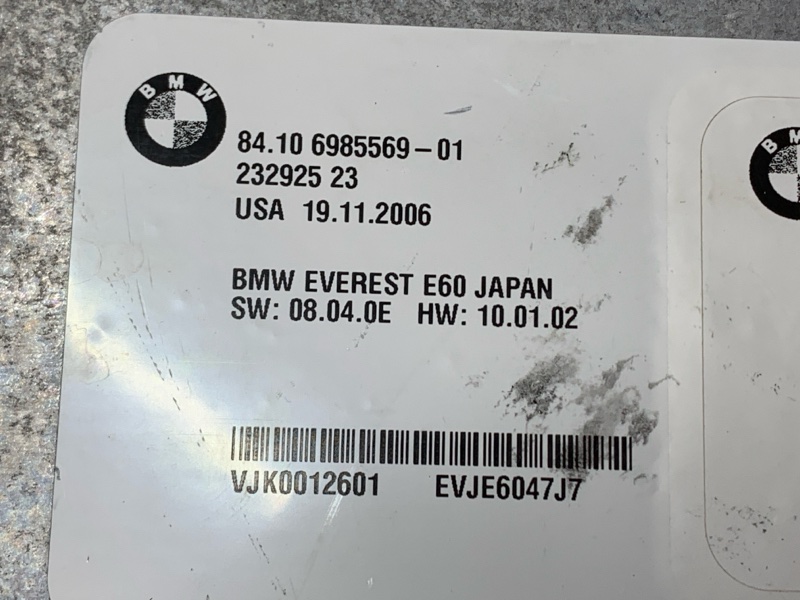 BMW
84.10 6985569-01
232925 23
USA 19.11.2006
BMW EVEREST E60 JAPAN
SW: 08.04.0E HW: 10.01.02
VJK0012601 EVJE6047J7